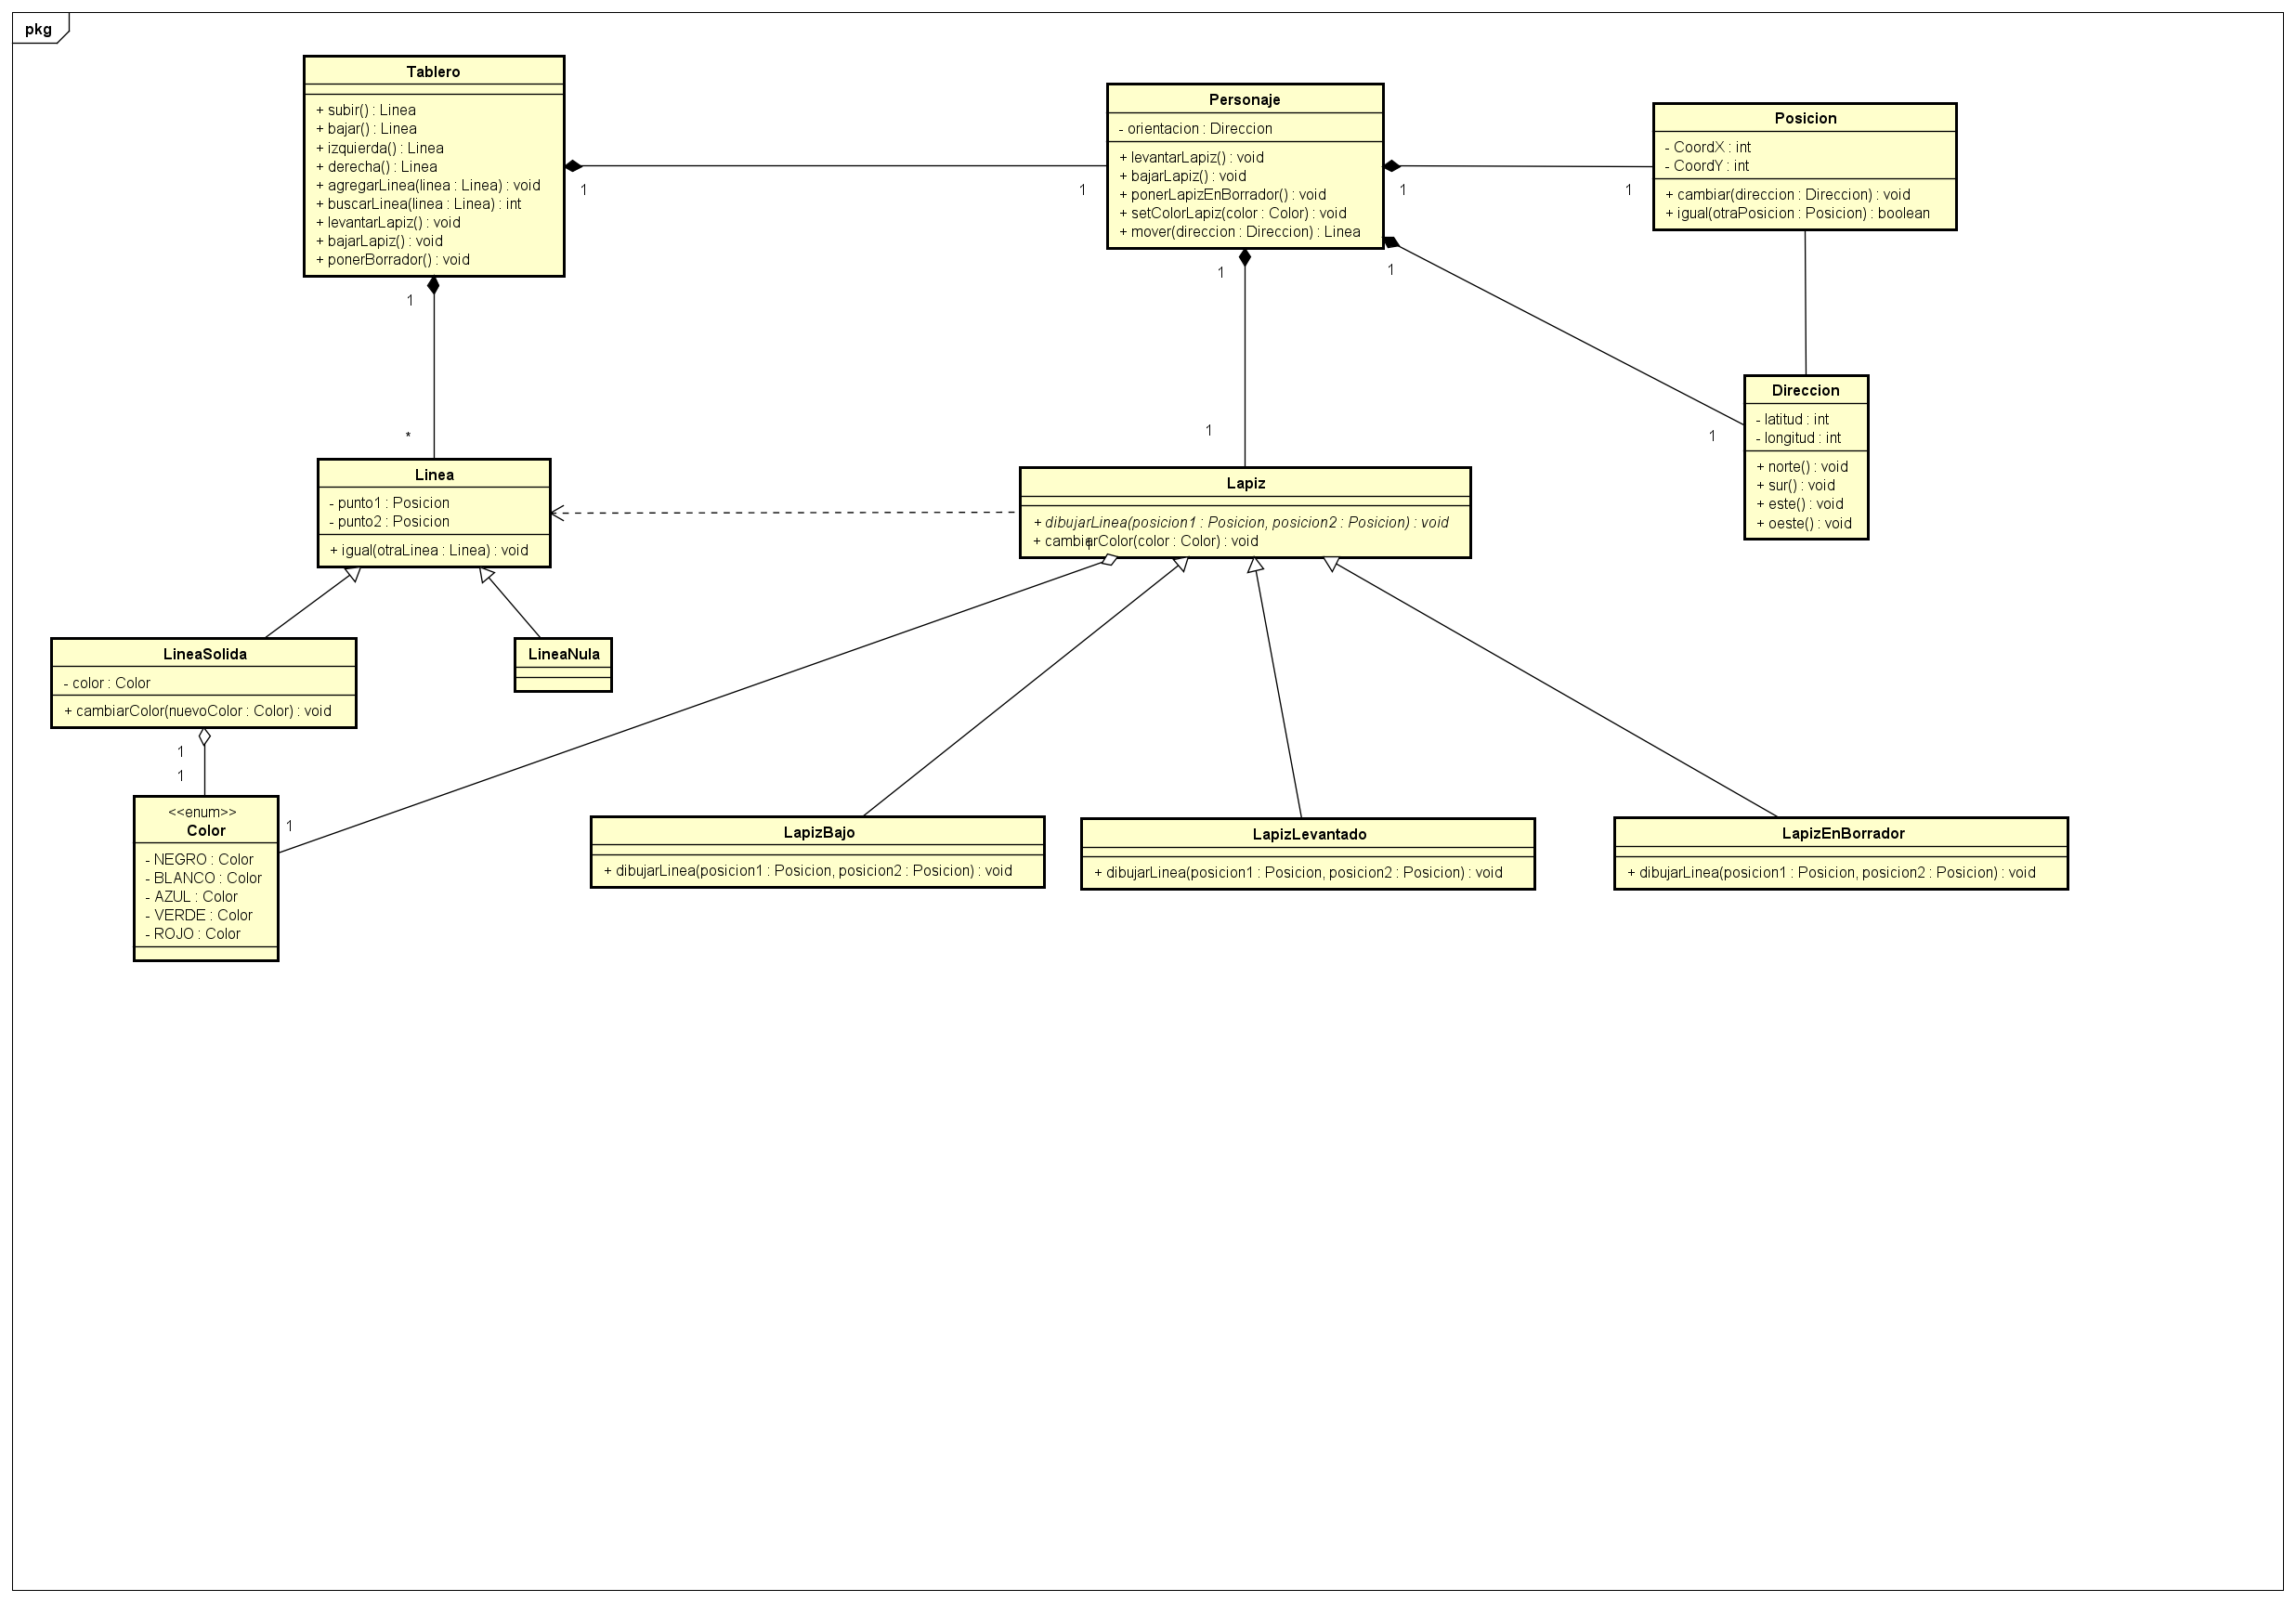 pkg
Tablero
+ subir() : Linea
+ bajar() : Linea
+ izquierda() : Linea
+ derecha() : Linea
+ agregarLinea(linea : Linea) : void
+ buscarLinea(linea : Linea) : int
+ levantarLapiz() : void
+ bajarLapiz() : void
+ ponerBorrador() : void
1
1
Personaje
- orientacion : Direccion
+ levantarLapiz() : void
+ bajarLapiz() : void
+ ponerLapizEnBorrador() : void
+ setColorLapiz(color : Color) : void
+ mover(direccion : Direccion) : Linea
1
1
Posicion
- CoordX : int
- CoordY : int
+ cambiar(direccion : Direccion) : void
+ igual(otraPosicion : Posicion) : boolean
1
*
1
1
1
1
Direccion
- latitud : int
- longitud : int
+ norte() : void
+ sur() : void
+ este() : void
+ oeste() : void
Linea
- punto1 : Posicion
- punto2 : Posicion
+ igual(otraLinea : Linea) : void
Lapiz
+ dibujarLinea(posicion1 : Posicion, posicion2 : Posicion) : void
+ cambiarColor(color : Color) : void
1
LineaSolida
- color : Color
+ cambiarColor(nuevoColor : Color) : void
LineaNula
1
1
<<enum>>
Color
- NEGRO : Color
- BLANCO : Color
- AZUL : Color
- VERDE : Color
- ROJO : Color
1
LapizBajo
+ dibujarLinea(posicion1 : Posicion, posicion2 : Posicion) : void
LapizLevantado
+ dibujarLinea(posicion1 : Posicion, posicion2 : Posicion) : void
LapizEnBorrador
+ dibujarLinea(posicion1 : Posicion, posicion2 : Posicion) : void